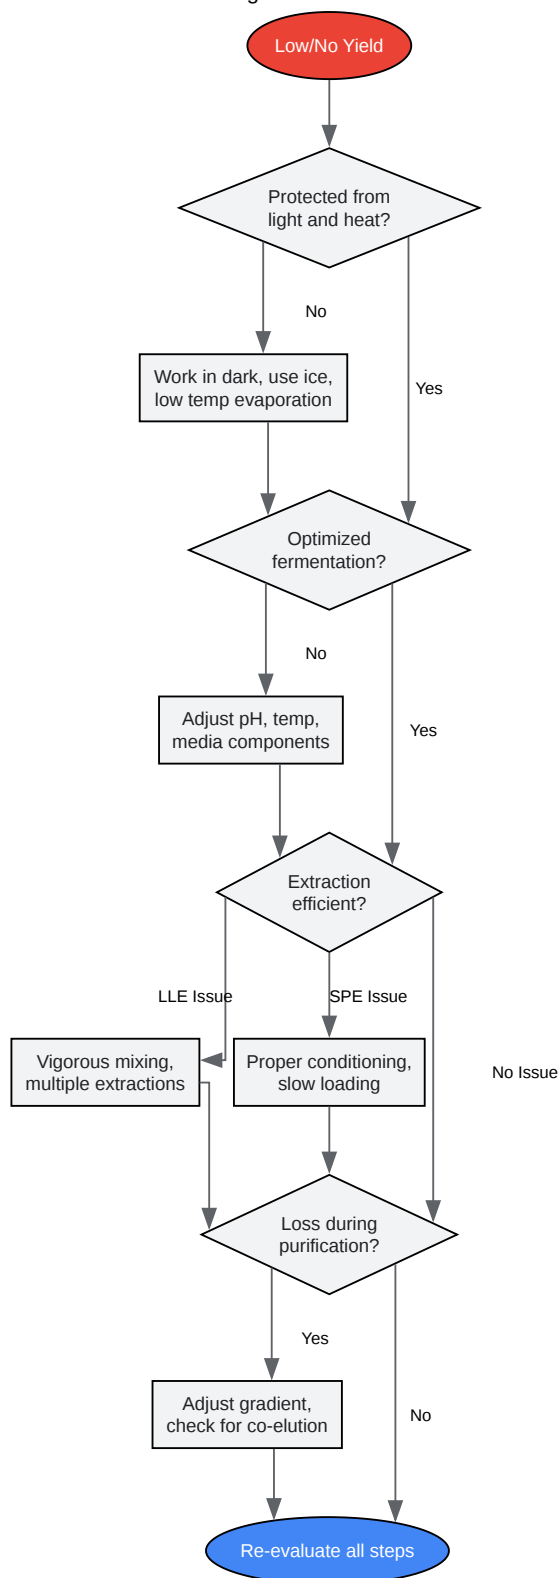 Low/No Yield
Protected from
light and heat?
No
Work in dark, use ice,
low temp evaporation
Yes
Optimized
fermentation?
No
Adjust pH, temp,
media components
Yes
Extraction
efficient?
LLE Issue
SPE Issue
Vigorous mixing,
multiple extractions
Proper conditioning,
slow loading
No Issue
Loss during
purification?
Yes
Adjust gradient,
check for co-elution
No
Re-evaluate all steps